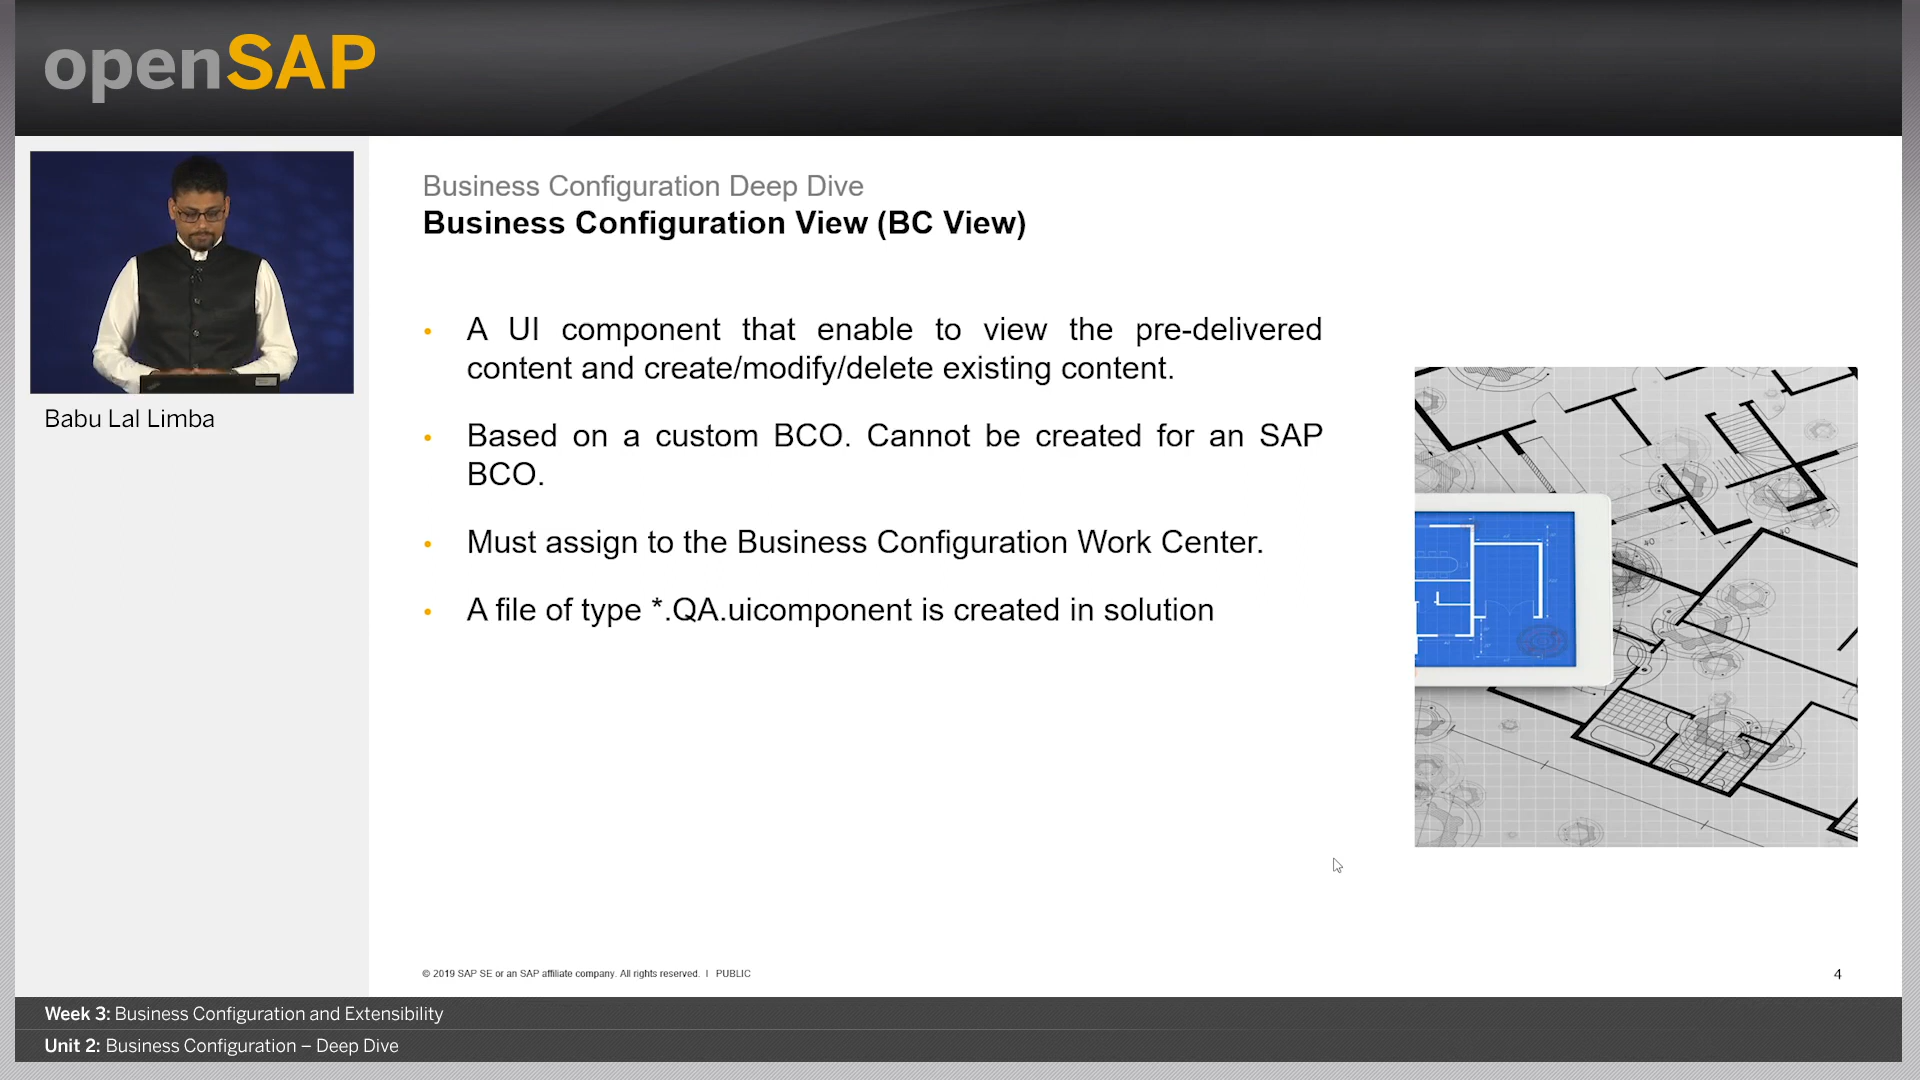 openSAP
Babu Lal Limba
Business Configuration Deep Dive
Business Configuration View (BC View)
• A UI component that enable to view the pre-delivered
content and create/modify/delete existing content.
• Based on a custom BCO. Cannot be created for an SAP
BCO.
• Must assign to the Business Configuration Work Center.
• A file of type *.QA.uicomponent is created in solution
© 2019 SAP SE or an SAP affiliate company. All rights reserved. I PUBLIC
4
Week 3: Business Configuration and Extensibility
Unit 2: Business Configuration – Deep Dive